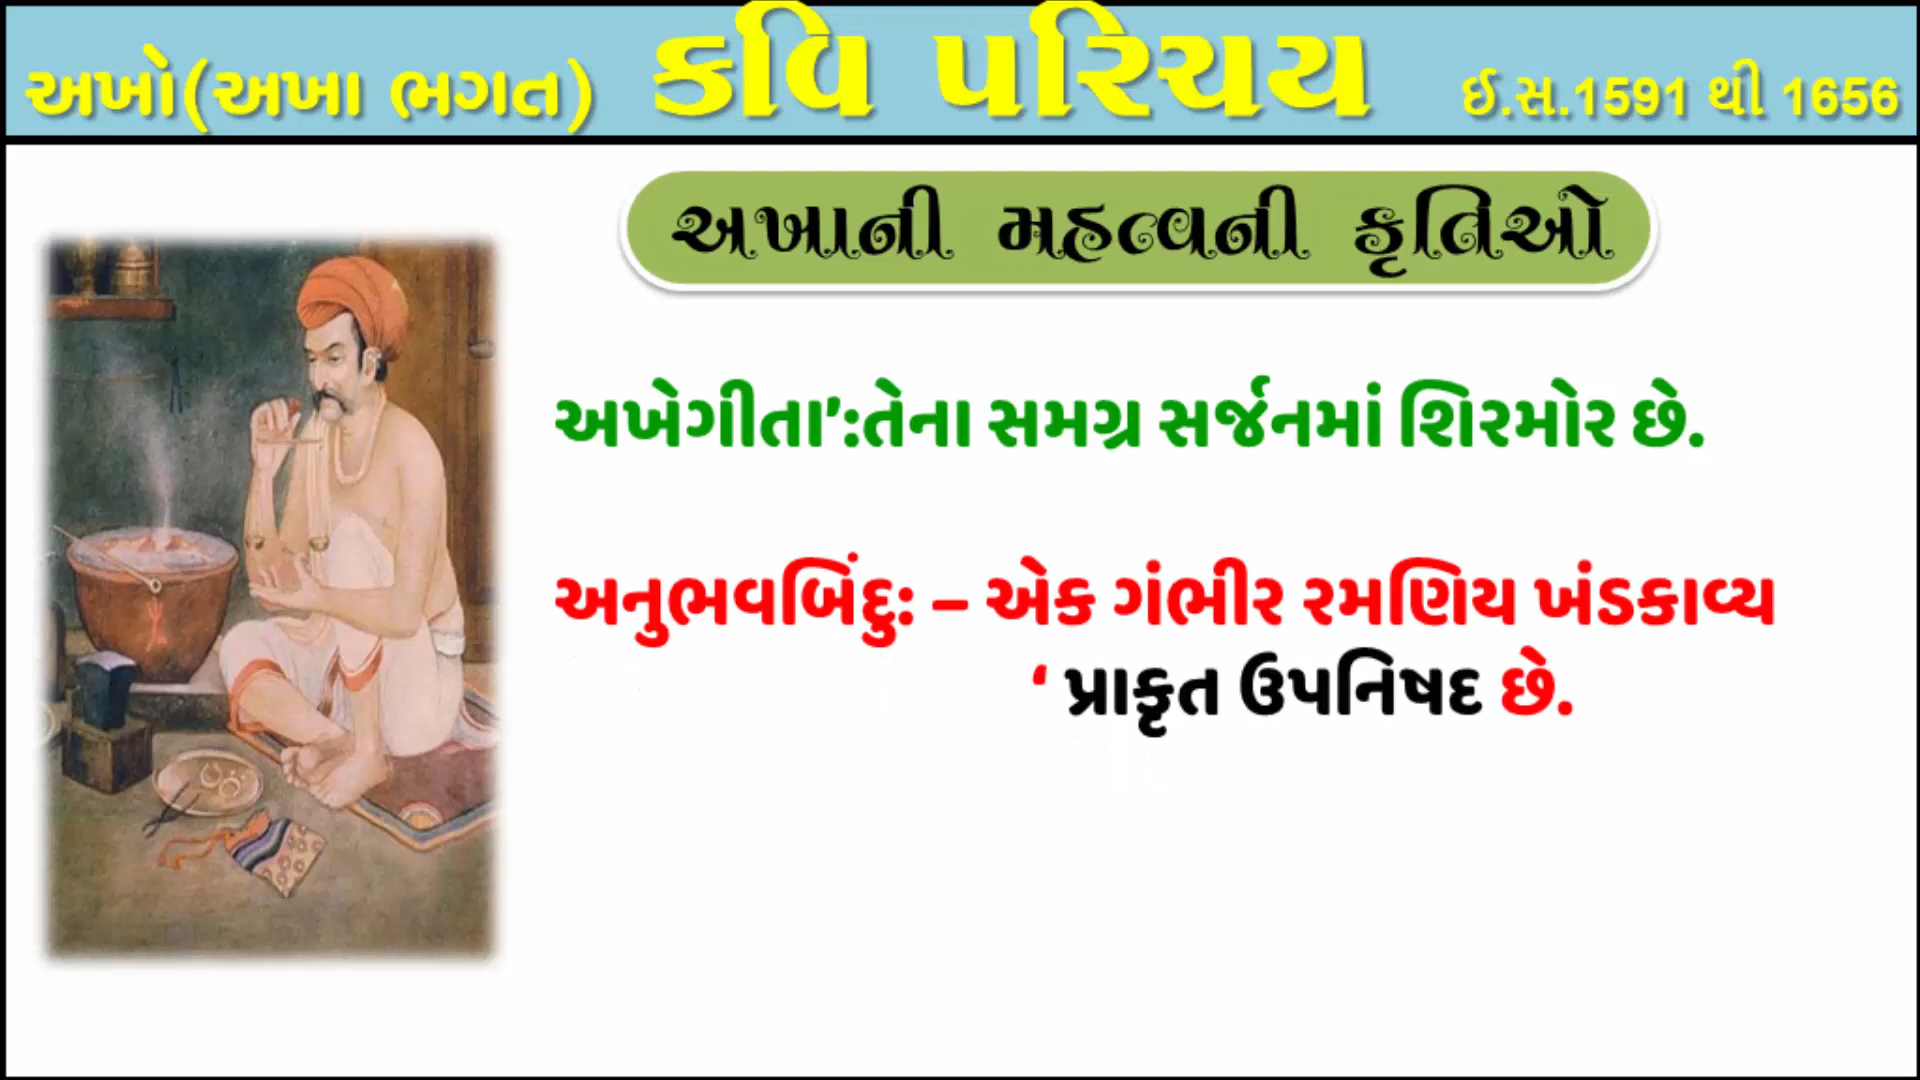 અખો(અખા ભગત) કવિ પરિચય ઈ.સ.1591 થી 1656
અખાની મહત્વની કૃતિઓ
અખેગીતા’:તેના સમગ્ર સર્જનમાં શિરમોર છે.
અનુભવબિંદુ: – એક ગંભીર રમણિય ખંડકાવ્ય
‘ પ્રાકૃત ઉપનિષદ છે.